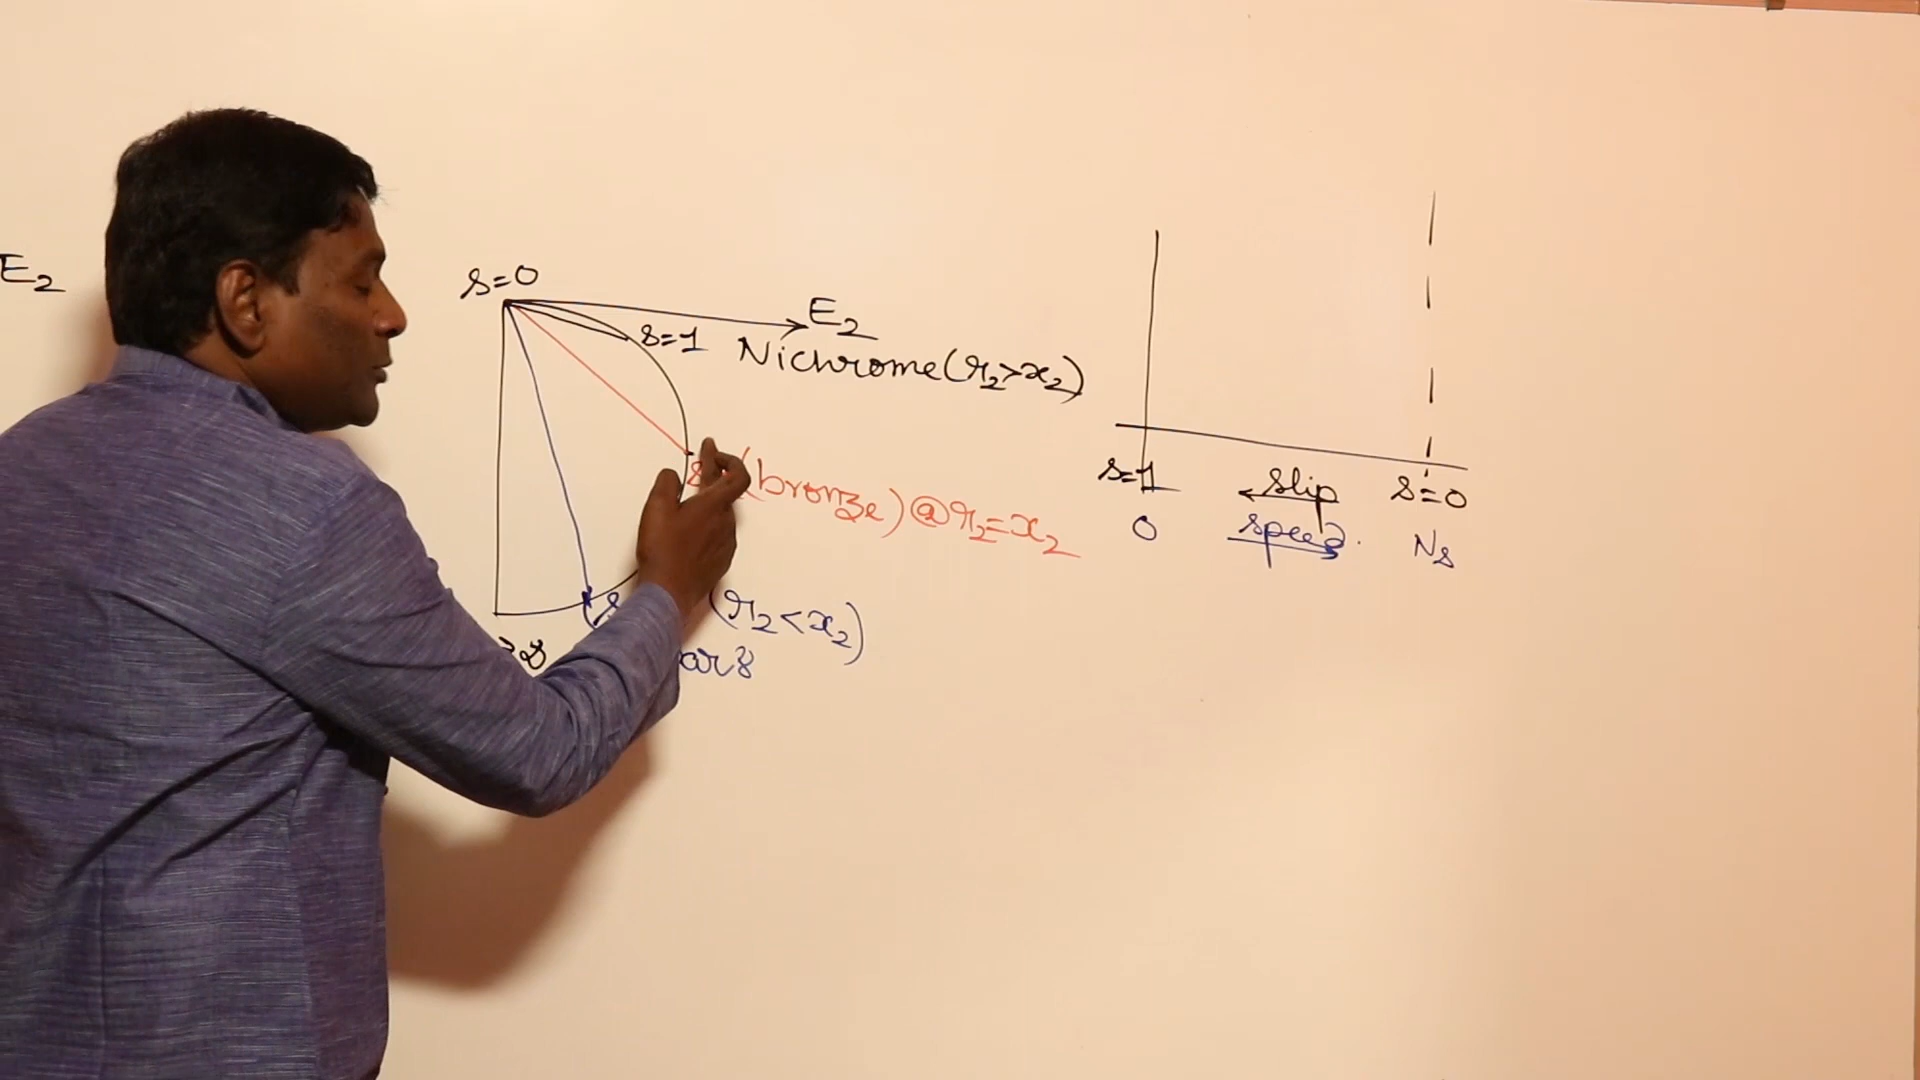 E₂
s=0
E₂
s=1 Nichrome(r₂>x₂)
(bronze)@r₂=x₂
(r₂<x₂)
s=1 slip s=0
0 speed. Ns